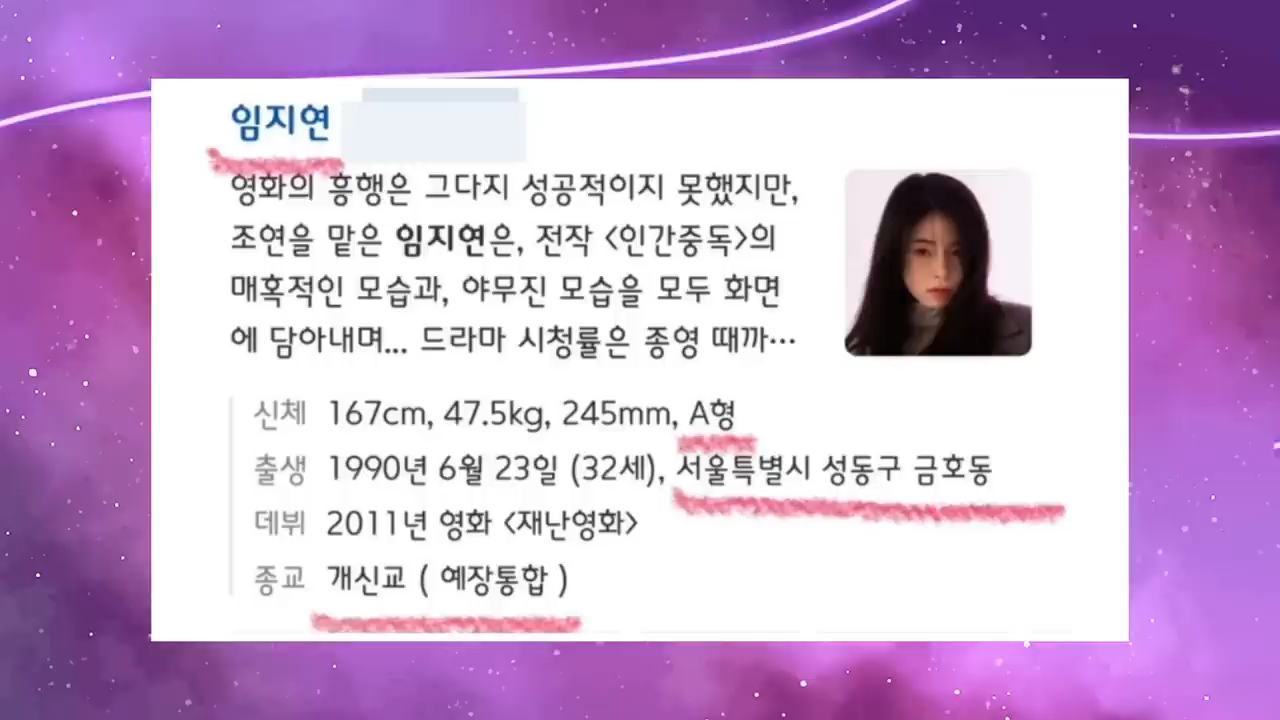 임지연
영화의 흥행은 그다지 성공적이지 못했지만,
조연을 맡은 임지연은, 전작 <인간중독>의
매혹적인 모습과, 야무진 모습을 모두 화면
에 담아내며... 드라마 시청률은 종영 때까…
신체 167cm, 47.5kg, 245mm, A형
출생 1990년 6월 23일 (32세), 서울특별시 성동구 금호동
데뷔 2011년 영화 <재난영화>
종교 개신교 ( 예장통합 )